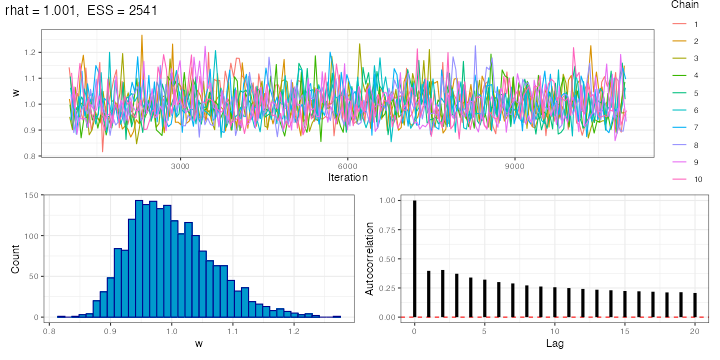 rhat = 1.001, ESS = 2541
Chain
1
2
3
4
5
6
7
8
9
10
w
1.2
1.1
1.0
0.9
0.8
3000 6000 9000
Iteration
Count
150
100
50
0
0.8 0.9 1.0 1.1 1.2
w
Autocorrelation
1.00
0.75
0.50
0.25
0.00
0 5 10 15 20
Lag